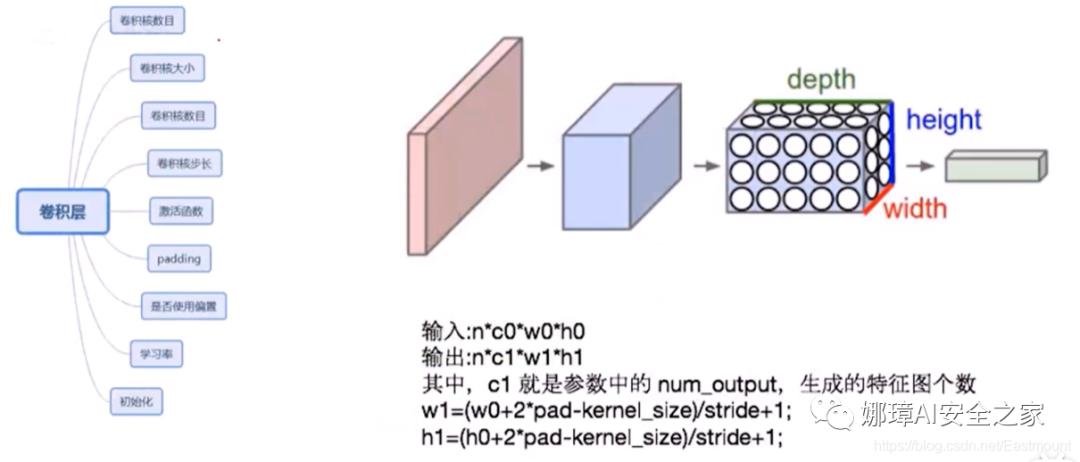 卷积核数目
卷积核大小
卷积核数目
卷积核步长
卷积层
激活函数
padding
是否使用偏置
学习率
初始化
depth
height
width
输入:n*c0*w0*h0
输出:n*c1*w1*h1
其中，c1 就是参数中的 num_output，生成的特征图个数
w1=(w0+2*pad-kernel_size)/stride+1;
h1=(h0+2*pad-kernel_size)/stride+1;
娜璋AI安全之家
https://blog.csdn.net/Eastmount